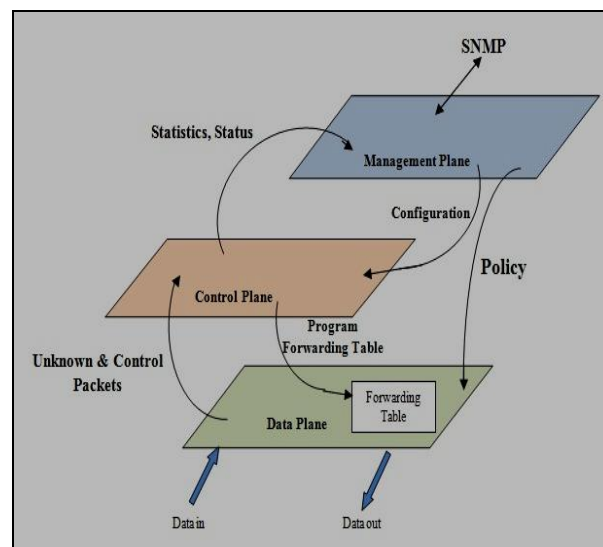 SNMP
Statistics, Status
Management Plane
Configuration
Policy
Control Plane
Program
Forwarding Table
Unknown & Control
Packets
Forwarding
Table
Data Plane
Data in
Data out